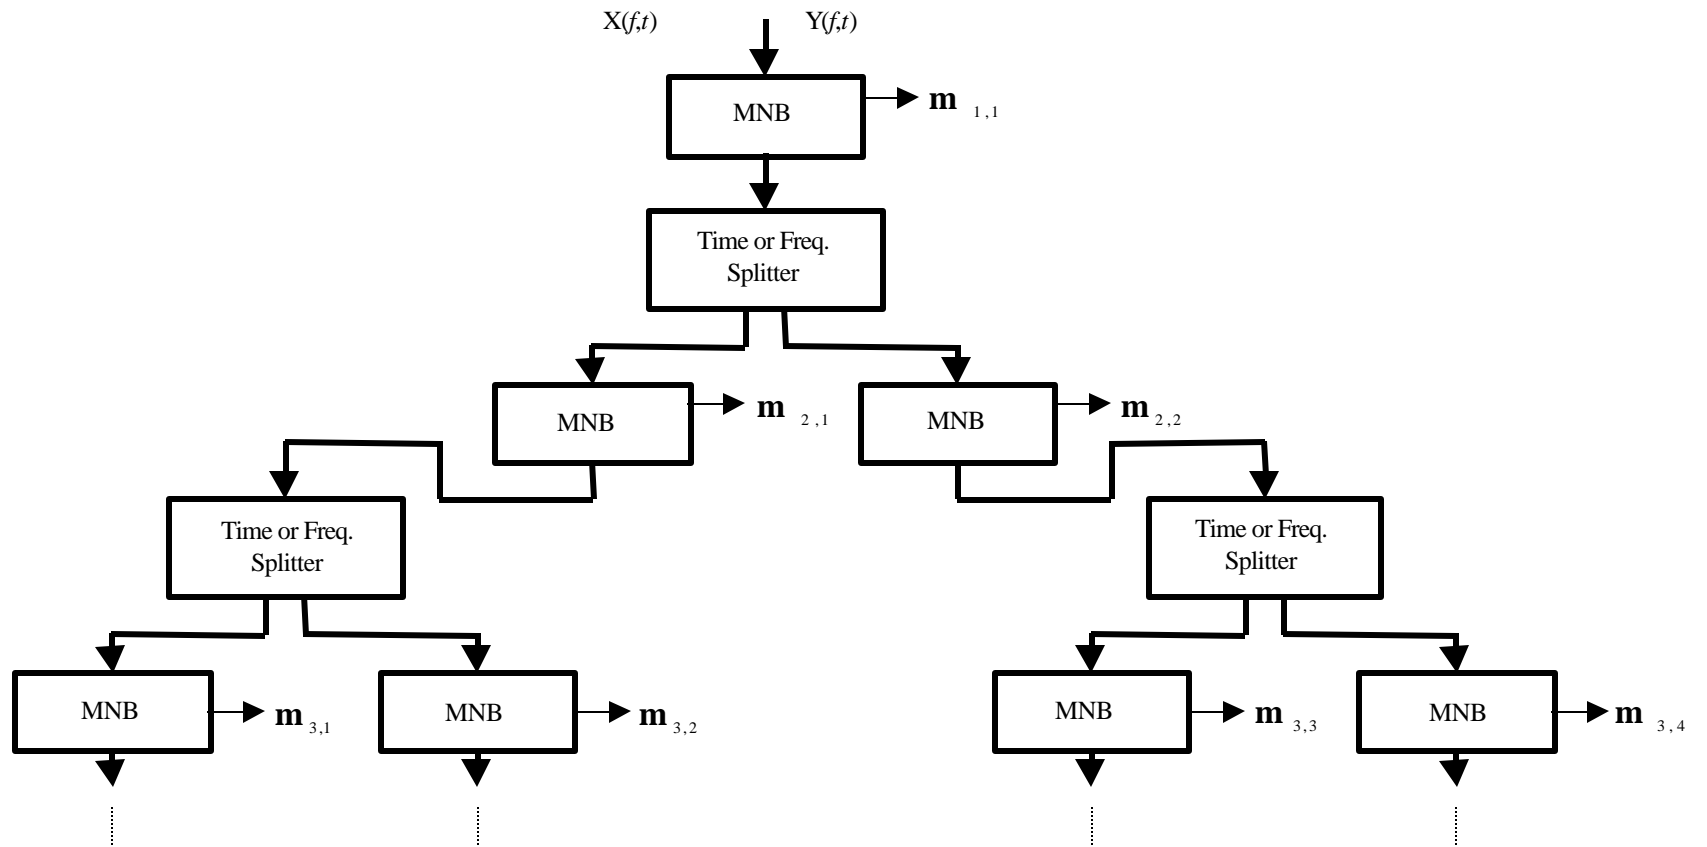 X(f,t) Y(f,t)
MNB
m 1,1
Time or Freq.
Splitter
MNB
m 2,1
MNB
m 2,2
Time or Freq.
Splitter
Time or Freq.
Splitter
MNB
m 3,1
MNB
m 3,2
MNB
m 3,3
MNB
m 3,4